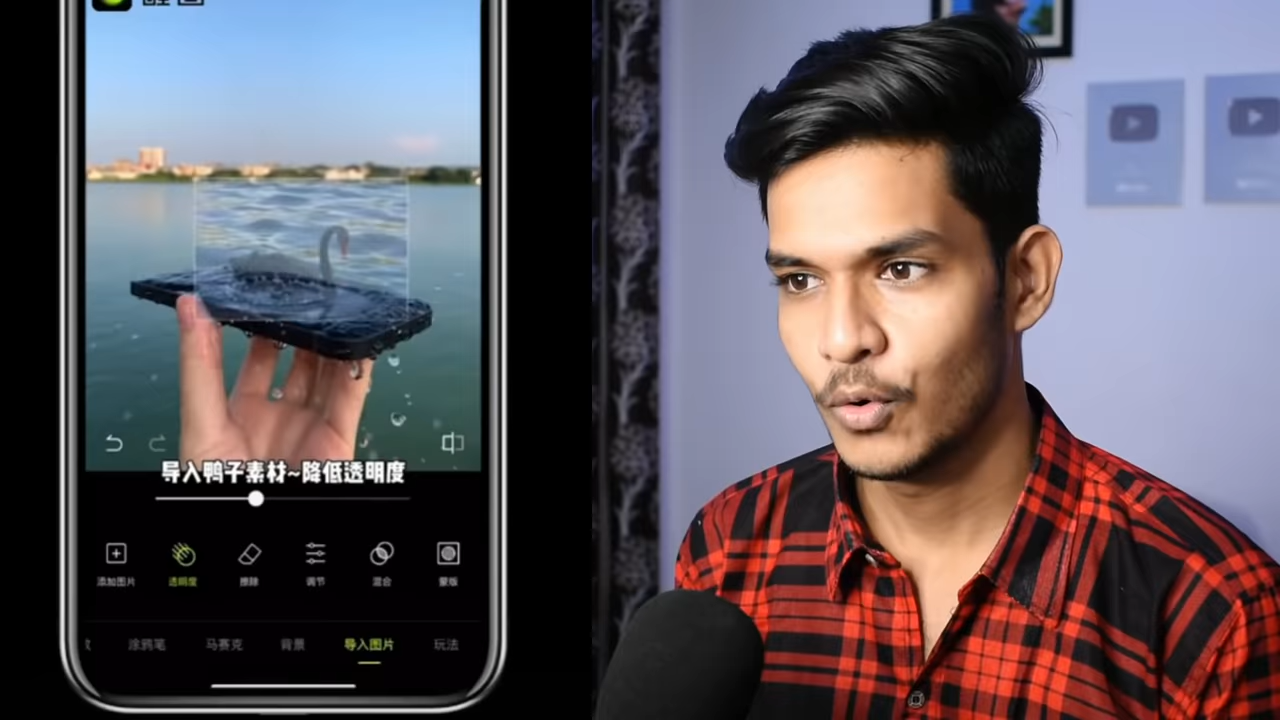 导入鸭子素材~降低透明度
添加图片 透明度 擦除 调节 混合 蒙版
涂鸦笔 马赛克 背景 导入图片 玩法